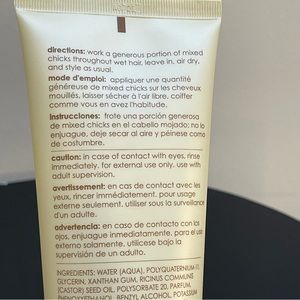 directions: work a generous portion of mixed
chicks throughout wet hair, leave in, air dry,
and style as usual.
mode d'emploi: appliquer une quantité
généreuse de mixed chicks sur les cheveux
mouillés, laisser sécher à l'air libre, coiffer
comme vous en avez l'habitude.
instrucciones: frote una porción generosa
de mixed chicks en el cabello mojado; no lo
enjuague, deje secar al aire y péinese como
de costumbre.
caution: in case of contact with eyes, rinse
immediately, for external use only, use with
adult supervision.
avertissement: en cas de contact avec les
yeux, rincer immédiatement. pour usage
externe seulement. utiliser sous la surveillance
d'un adulte.
advertencia: en caso de contacto con los
ojos, enjuague inmediatamente. para uso
externo solamente. utilícese bajo la
supervisión de un adulto.
INGREDIENTS: WATER (AQUA), POLYQUATERNIUM-11,
GLYCERIN, XANTHAN GUM, RICINUS COMMUNIS
(CASTOR) SEED OIL, POLYSORBATE 20, PARFUM,
PHENOXYETHANOL, BENZYL ALCOHOL, POTASSIUM